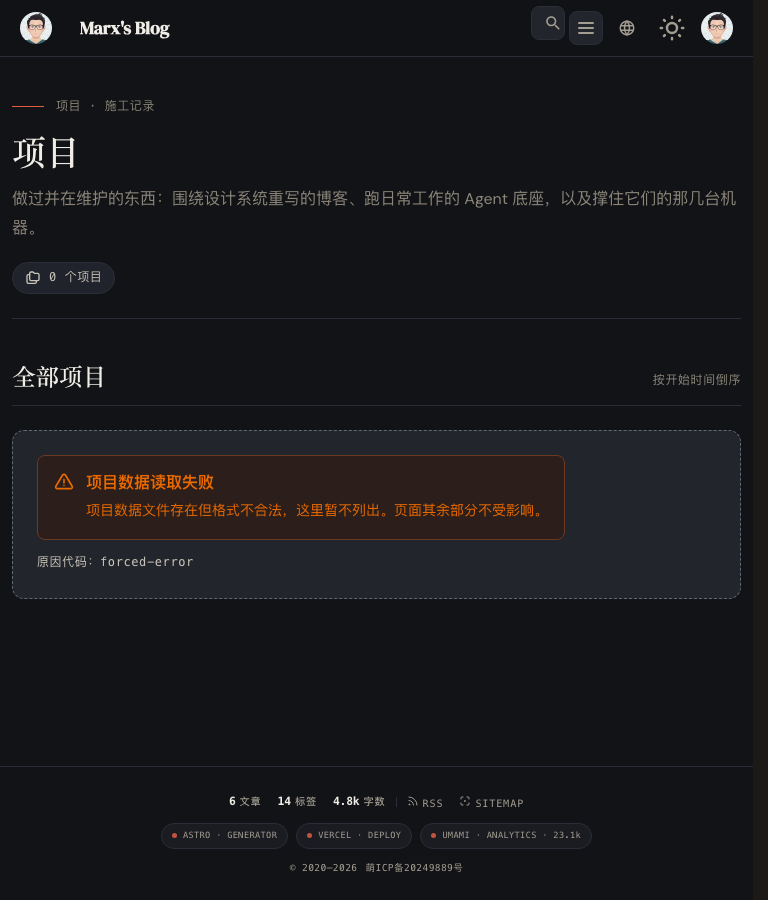 Marx's Blog
项目 · 施工记录
项目
做过并在维护的东西：围绕设计系统重写的博客、跑日常工作的 Agent 底座，以及撑住它们的那几台机
器。
0 个项目
全部项目
按开始时间倒序
项目数据读取失败
项目数据文件存在但格式不合法，这里暂不列出。页面其余部分不受影响。
原因代码：forced-error
6 文章 14 标签 4.8k 字数 RSS SITEMAP
ASTRO · GENERATOR VERCEL · DEPLOY UMAMI · ANALYTICS · 23.1k
© 2020—2026 萌ICP备20249889号